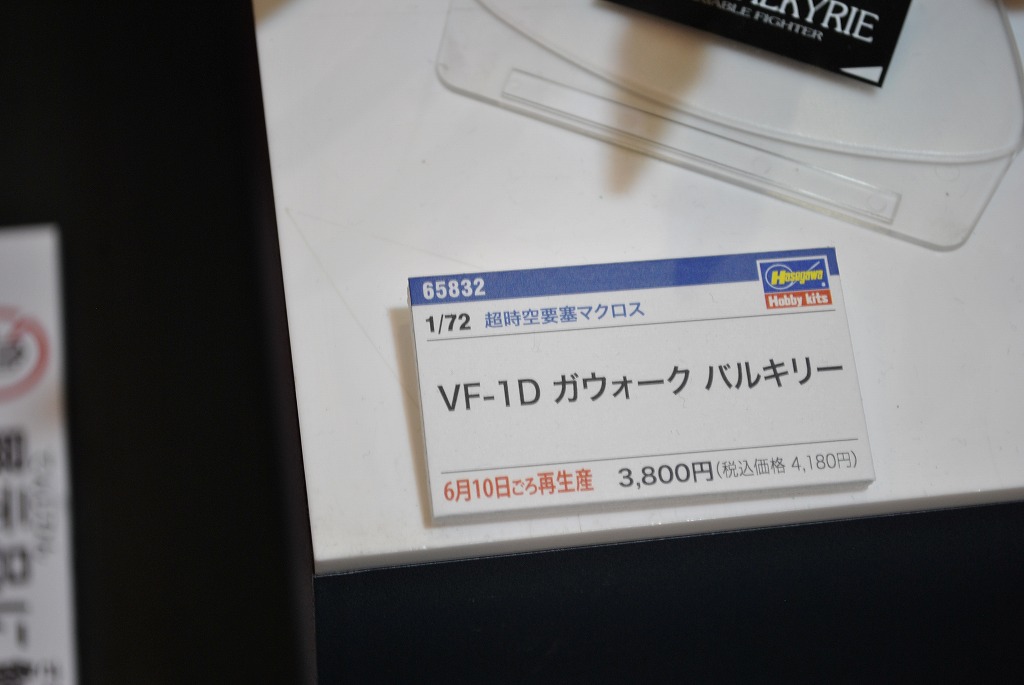 ALKYRIE
ABLE FIGHTER
65832
Hasegawa
Hobby kits
1/72 超時空要塞マクロス
VF-1D ガウォーク バルキリー
6月10日ごろ再生産 3,800円(税込価格 4,180円)